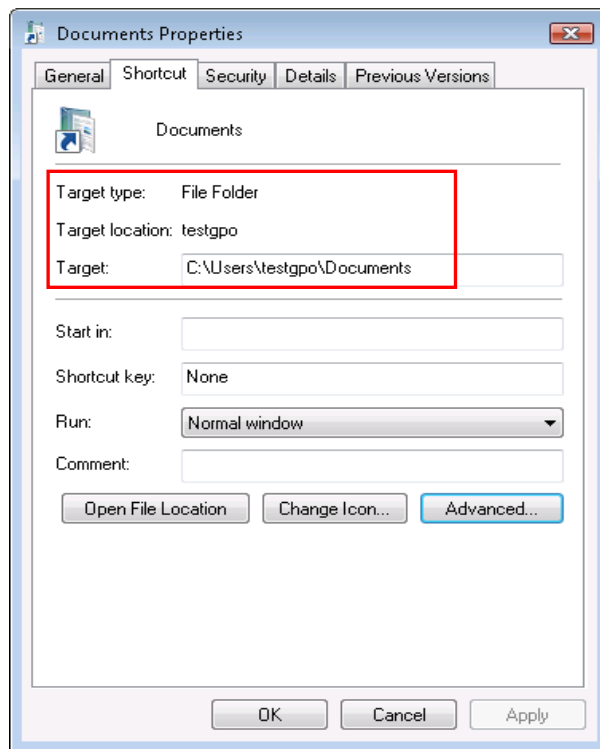 Documents Properties
General Shortcut Security Details Previous Versions
Documents
Target type: File Folder
Target location: testgpo
Target: C:\Users\testgpo\Documents
Start in:
Shortcut key: None
Run: Normal window
Comment:
Open File Location Change Icon... Advanced...
OK Cancel Apply